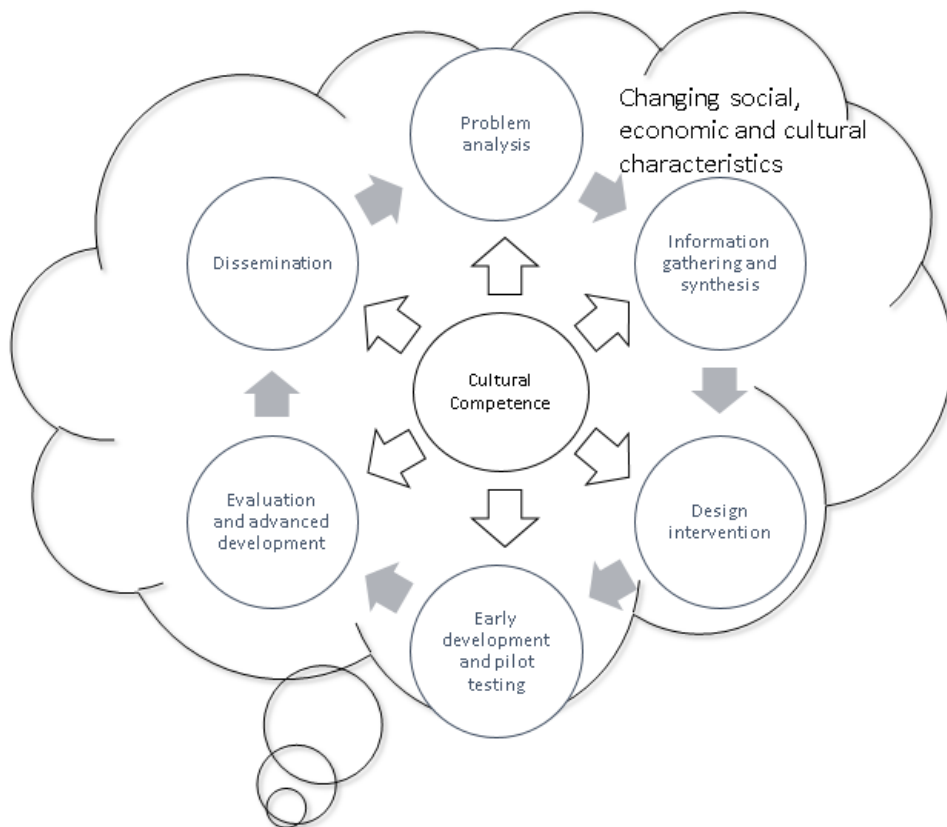 Changing social,
economic and cultural
characteristics
Problem
analysis
Information
gathering and
synthesis
Dissemination
Cultural
Competence
Evaluation
and advanced
development
Design
intervention
Early
development
and pilot
testing